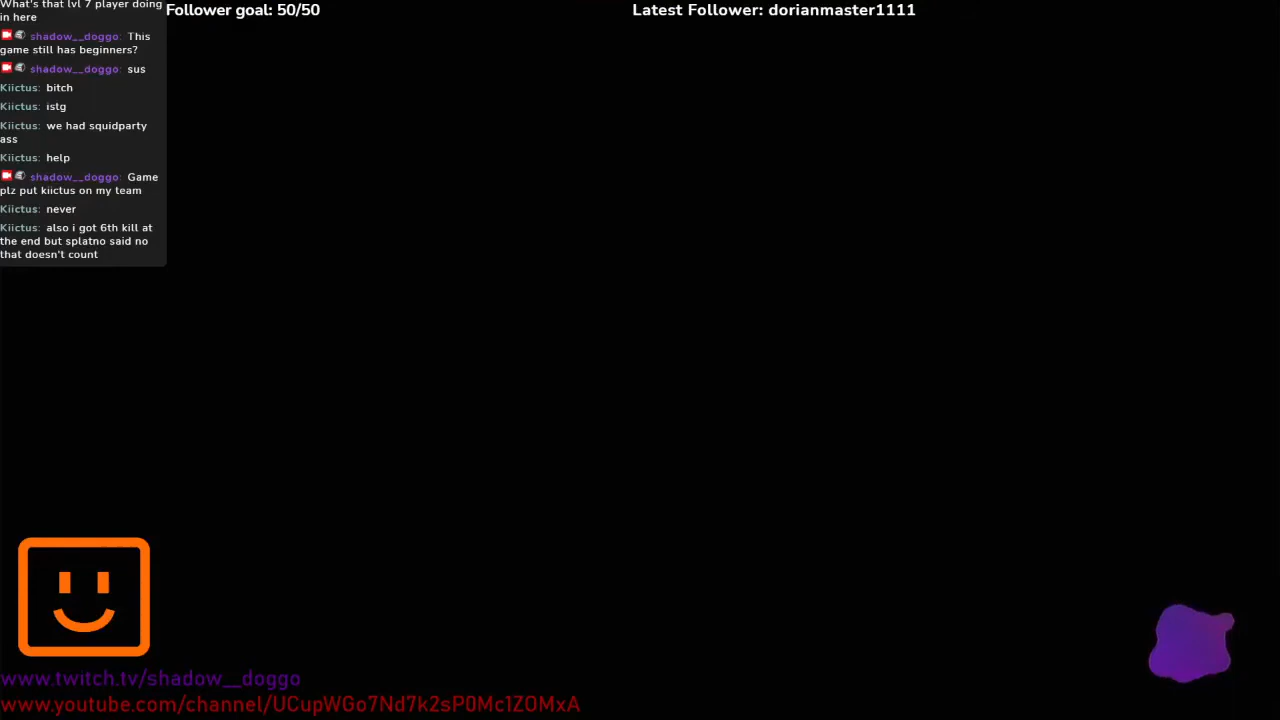 What's that lvl 7 player doing
in here
shadow__doggo: This
game still has beginners?
shadow__doggo: sus
Kiictus: bitch
Kiictus: istg
Kiictus: we had squidparty
ass
Kiictus: help
shadow__doggo: Game
plz put kiictus on my team
Kiictus: never
Kiictus: also i got 6th kill at
the end but splatno said no
that doesn't count
Follower goal: 50/50
Latest Follower: dorianmaster1111
www.twitch.tv/shadow__doggo
www.youtube.com/channel/UCupWGo7Nd7k2sP0Mc1ZOMxA